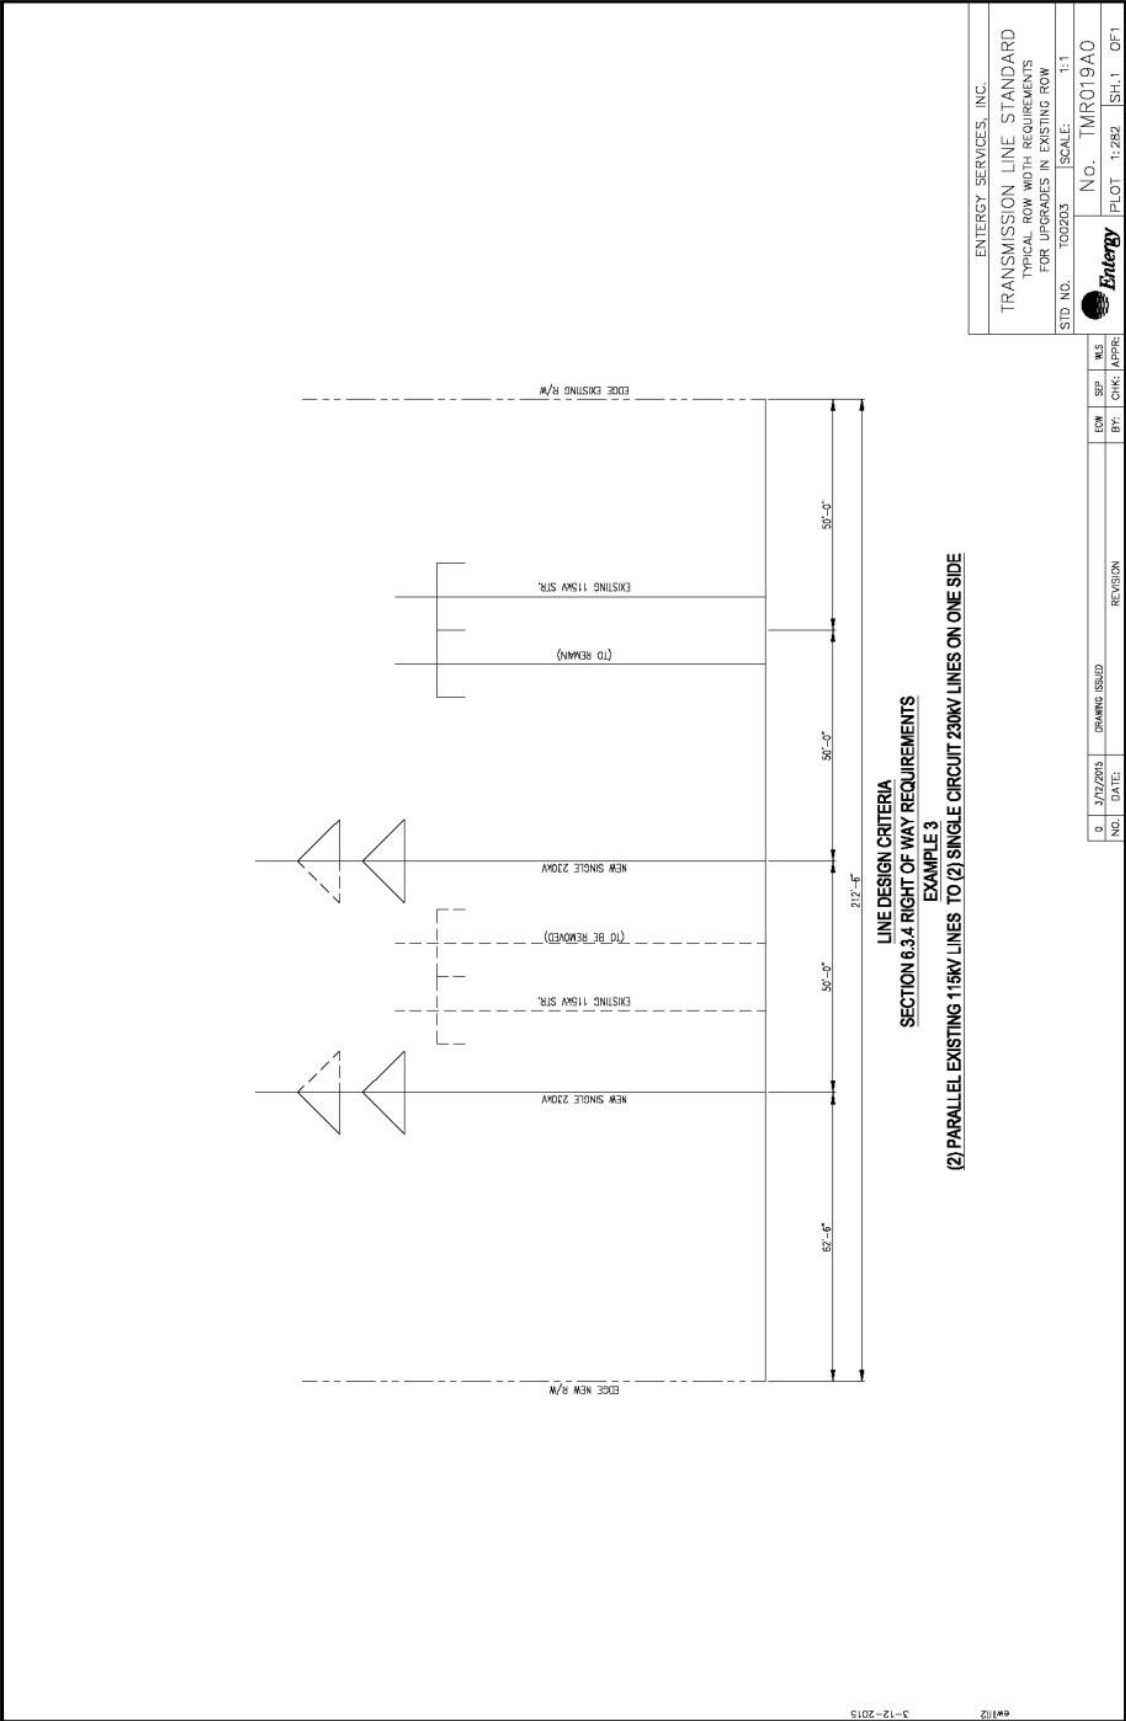 EDGE NEW R/W
NEW SINGLE 230KV
EXISTING 115KV STR.
(TO BE REMOVED)
NEW SINGLE 230KV
(TO REMAIN)
EXISTING 115KV STR.
EDGE EXISTING R/W
62'-6"
50'-0"
50'-0"
50'-0"
212'-6"
LINE DESIGN CRITERIA
SECTION 6.3.4 RIGHT OF WAY REQUIREMENTS
EXAMPLE 3
(2) PARALLEL EXISTING 115kV LINES TO (2) SINGLE CIRCUIT 230kV LINES ON ONE SIDE
0 3/12/2015 DRAWING ISSUED ECW SEP WLS
NO. DATE: REVISION BY: CHK: APPR:
ENTERGY SERVICES, INC.
TRANSMISSION LINE STANDARD
TYPICAL ROW WIDTH REQUIREMENTS
FOR UPGRADES IN EXISTING ROW
STD NO. T00203 SCALE: 1:1
Entergy
No. TMR019A0
PLOT 1:282 SH.1 OF1
3-12-2015